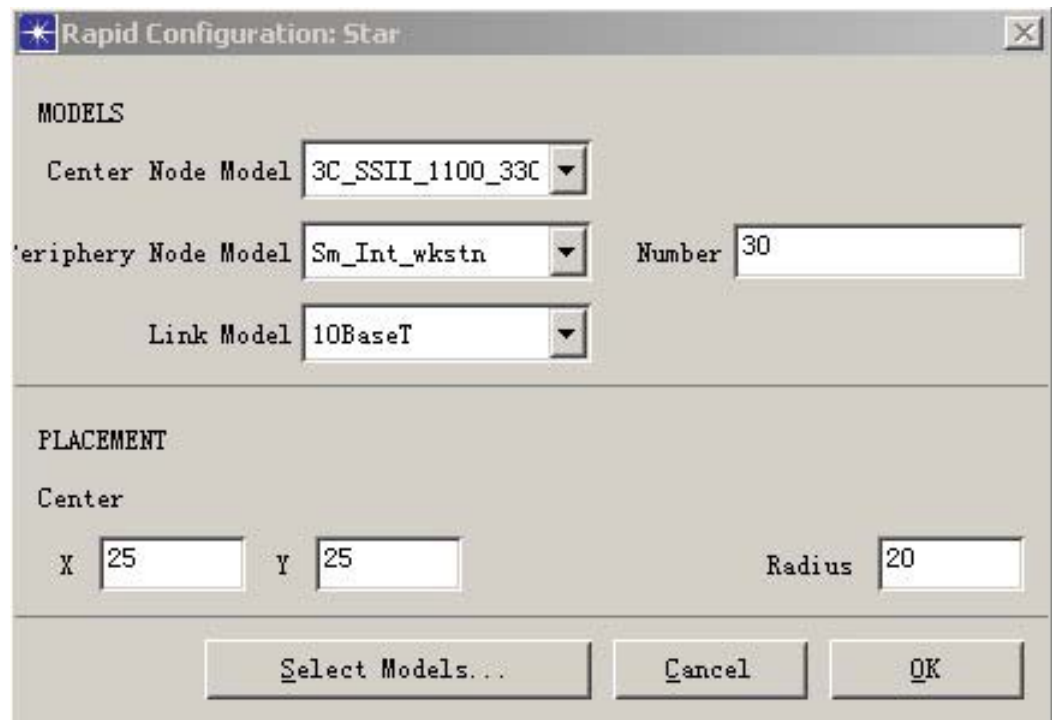 Rapid Configuration: Star
MODELS
Center Node Model 3C_SSII_1100_330
eriphery Node Model Sm_Int_wkstn Number 30
Link Model 10BaseT
PLACEMENT
Center
X 25 Y 25 Radius 20
Select Models... Cancel OK